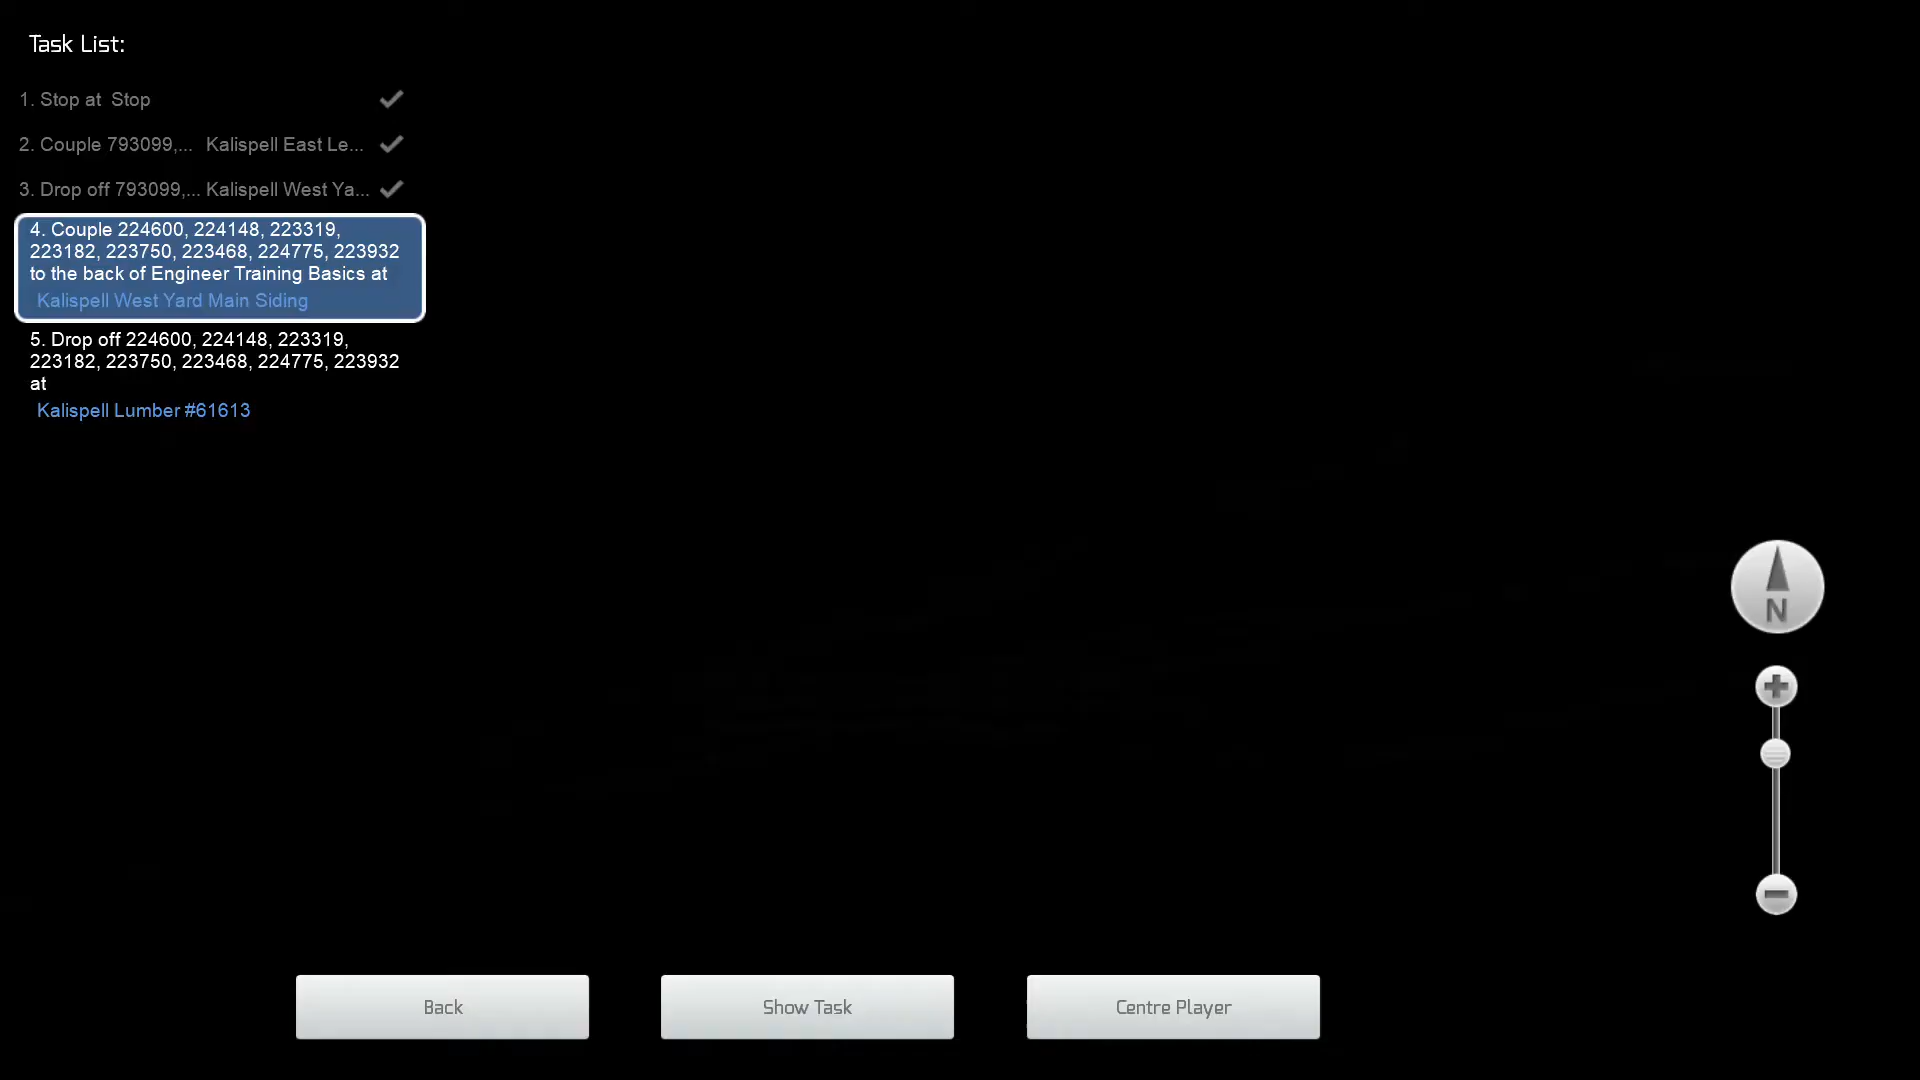 Task List:
1. Stop at  Stop
2. Couple 793099,...  Kalispell East Le...
3. Drop off 793099,... Kalispell West Ya...
4. Couple 224600, 224148, 223319,
223182, 223750, 223468, 224775, 223932
to the back of Engineer Training Basics at
Kalispell West Yard Main Siding
5. Drop off 224600, 224148, 223319,
223182, 223750, 223468, 224775, 223932
at
Kalispell Lumber #61613
N
Back
Show Task
Centre Player